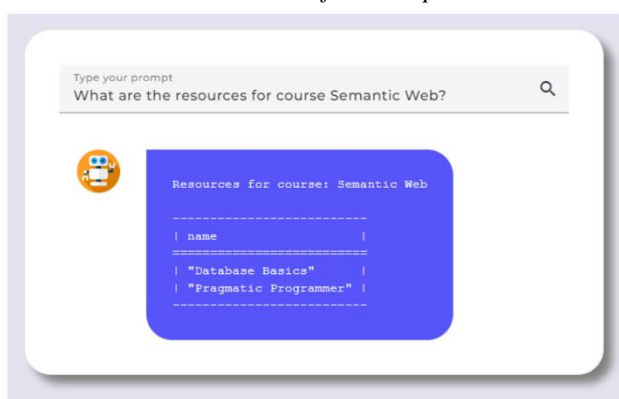 Type your prompt
What are the resources for course Semantic Web?
Resources for course: Semantic Web
---------------------------
| name                    |
===========================
| "Database Basics"       |
| "Pragmatic Programmer"  |
---------------------------